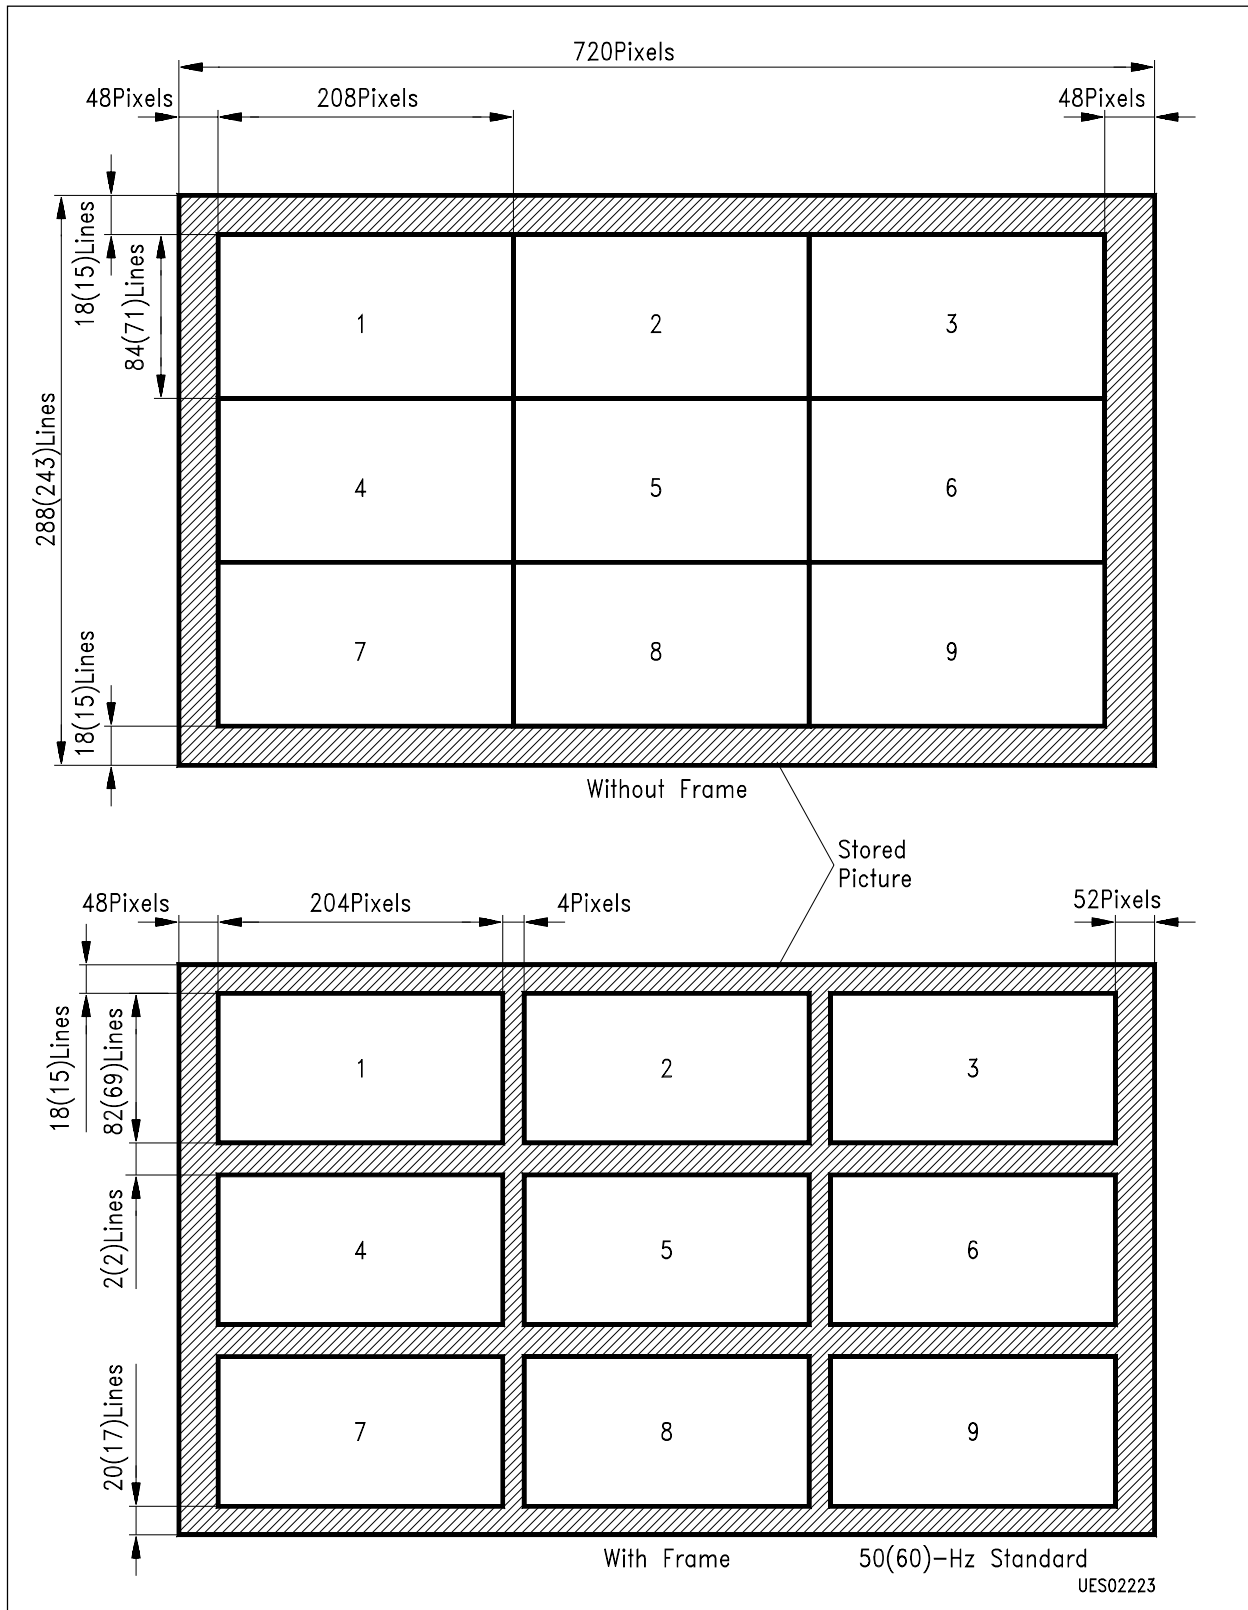 720Pixels
48Pixels
208Pixels
48Pixels
18(15)Lines
84(71)Lines
288(243)Lines
18(15)Lines
1
2
3
4
5
6
7
8
9
Without Frame
Stored
Picture
48Pixels
204Pixels
4Pixels
52Pixels
18(15)Lines
82(69)Lines
2(2)Lines
20(17)Lines
1
2
3
4
5
6
7
8
9
With Frame
50(60)-Hz Standard
UES02223